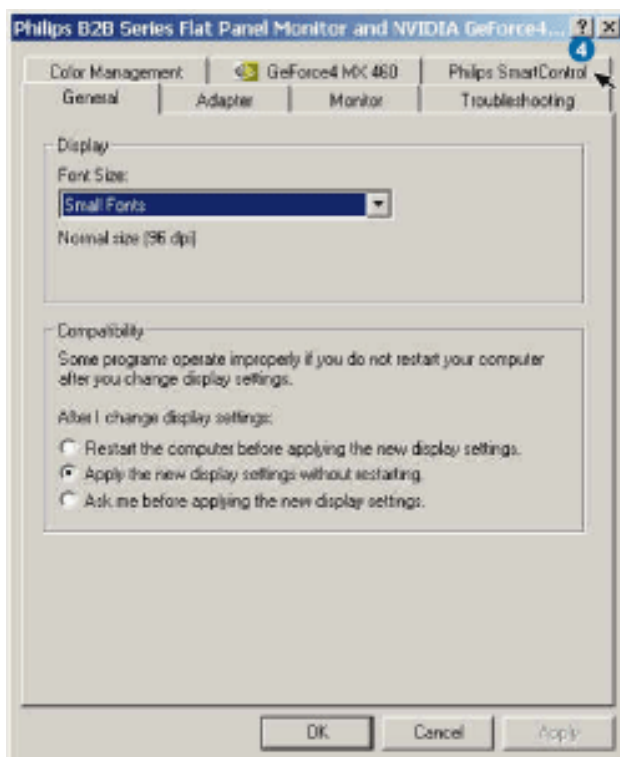 Philips B2B Series Flat Panel Monitor and NVIDIA GeForce4... ? ×
4
Color Management GeForce4 MX 460 Philips SmartControl
General Adapter Monitor Troubleshooting
Display
Font Size:
Small Fonts
Normal size (96 dpi)
Compatibility
Some programs operate improperly if you do not restart your computer
after you change display settings.
After I change display settings:
Restart the computer before applying the new display settings.
Apply the new display settings without restarting.
Ask me before applying the new display settings.
OK Cancel Apply